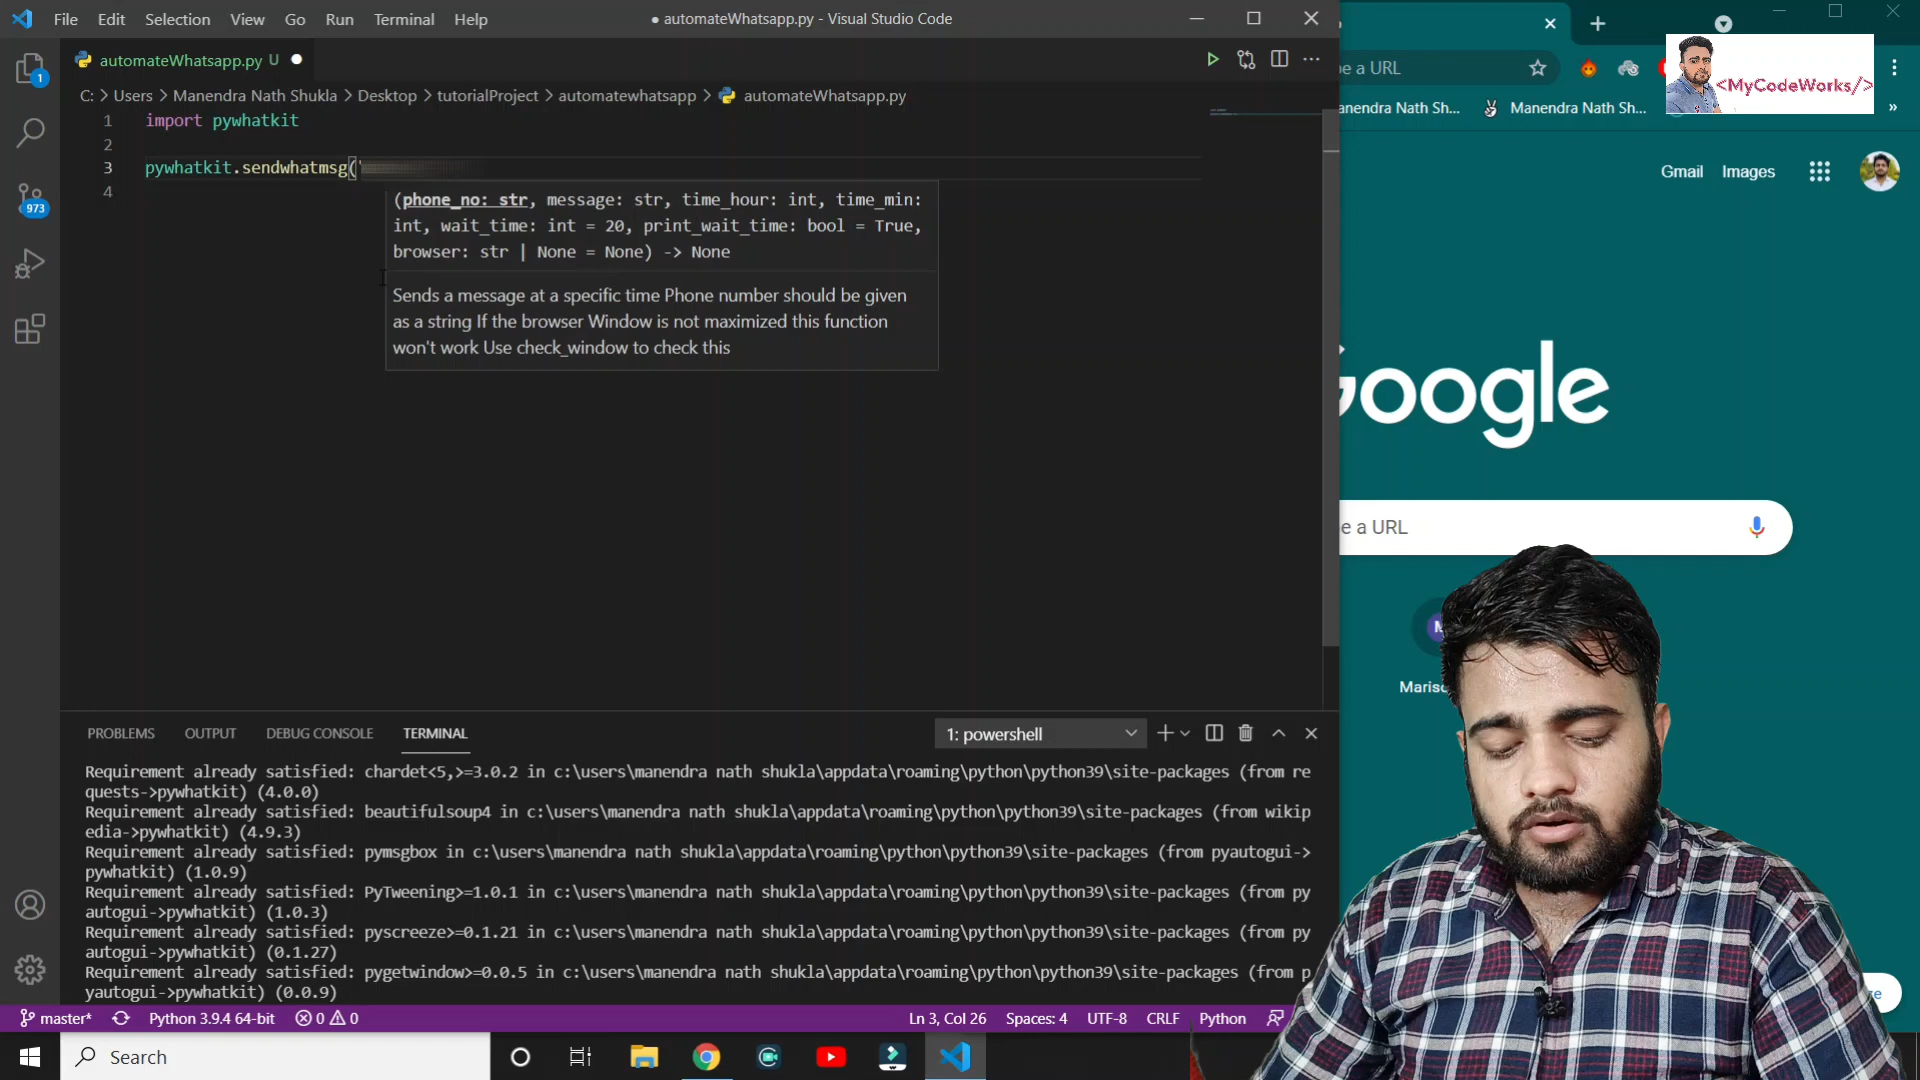 File Edit Selection View Go Run Terminal Help
● automateWhatsapp.py - Visual Studio Code
automateWhatsapp.py U
C: > Users > Manendra Nath Shukla > Desktop > tutorialProject > automatewhatsapp > automateWhatsapp.py
1 import pywhatkit
2
3 pywhatkit.sendwhatmsg('
4
(phone_no: str, message: str, time_hour: int, time_min:
int, wait_time: int = 20, print_wait_time: bool = True,
browser: str | None = None) -> None
Sends a message at a specific time Phone number should be given
as a string If the browser Window is not maximized this function
won't work Use check_window to check this
1
973
PROBLEMS OUTPUT DEBUG CONSOLE TERMINAL
1: powershell
Requirement already satisfied: chardet<5,>=3.0.2 in c:\users\manendra nath shukla\appdata\roaming\python\python39\site-packages (from re
quests->pywhatkit) (4.0.0)
Requirement already satisfied: beautifulsoup4 in c:\users\manendra nath shukla\appdata\roaming\python\python39\site-packages (from wikip
edia->pywhatkit) (4.9.3)
Requirement already satisfied: pymsgbox in c:\users\manendra nath shukla\appdata\roaming\python\python39\site-packages (from pyautogui->
pywhatkit) (1.0.9)
Requirement already satisfied: PyTweening>=1.0.1 in c:\users\manendra nath shukla\appdata\roaming\python\python39\site-packages (from py
autogui->pywhatkit) (1.0.3)
Requirement already satisfied: pyscreeze>=0.1.21 in c:\users\manendra nath shukla\appdata\roaming\python\python39\site-packages (from py
autogui->pywhatkit) (0.1.27)
Requirement already satisfied: pygetwindow>=0.0.5 in c:\users\manendra nath shukla\appdata\roaming\python\python39\site-packages (from p
yautogui->pywhatkit) (0.0.9)
master* Python 3.9.4 64-bit 0 0 Ln 3, Col 26 Spaces: 4 UTF-8 CRLF Python
Search
e a URL
<MyCodeWorks/>
anendra Nath Sh... Manendra Nath Sh... »
Gmail Images
Google
e a URL
M
Marisc